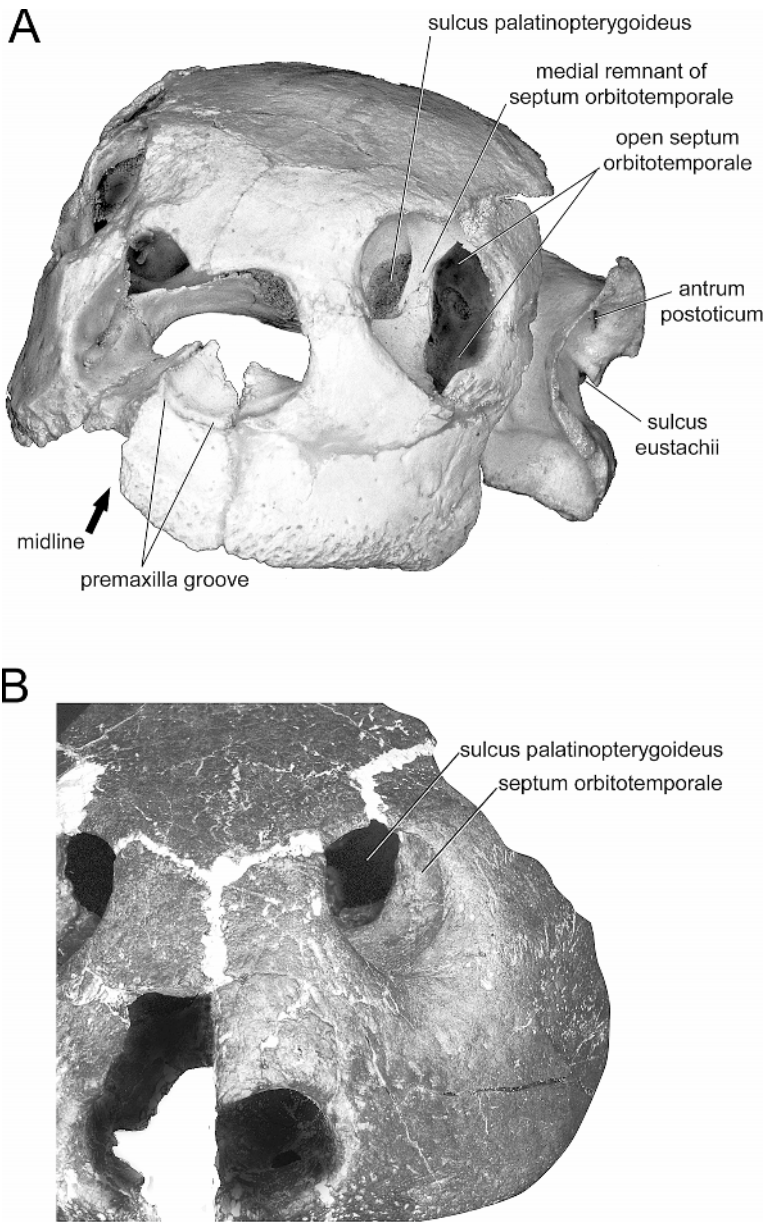 A
sulcus palatinopterygoideus
medial remnant of
septum orbitotemporale
open septum
orbitotemporale
antrum
postoticum
sulcus
eustachii
midline
premaxilla groove
B
sulcus palatinopterygoideus
septum orbitotemporale